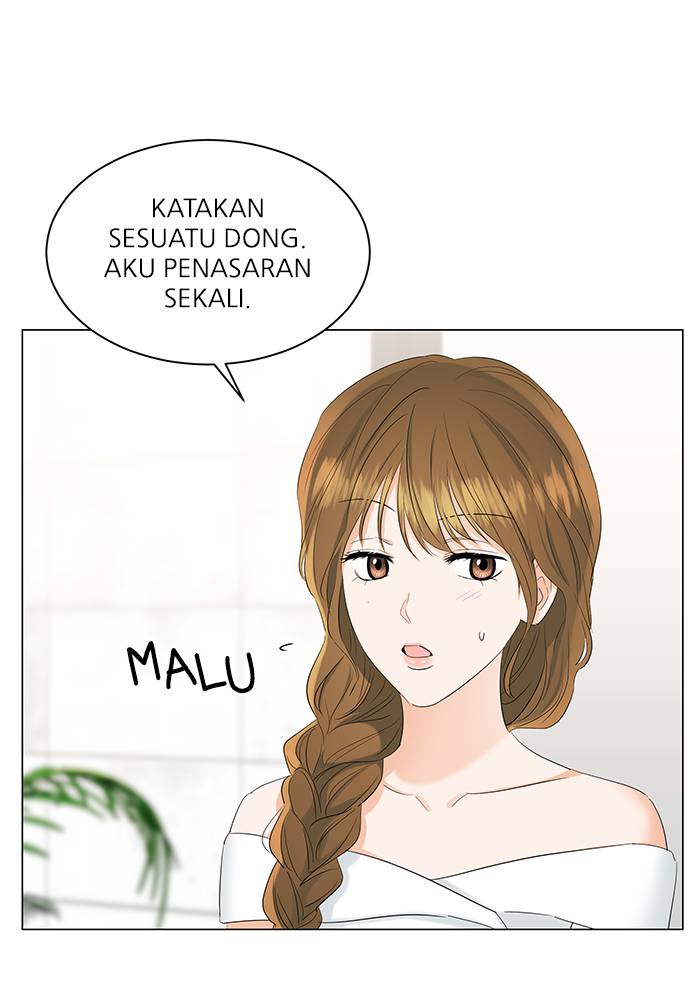 KATAKAN
SESUATU DONG.
AKU PENASARAN
SEKALI.
MALU